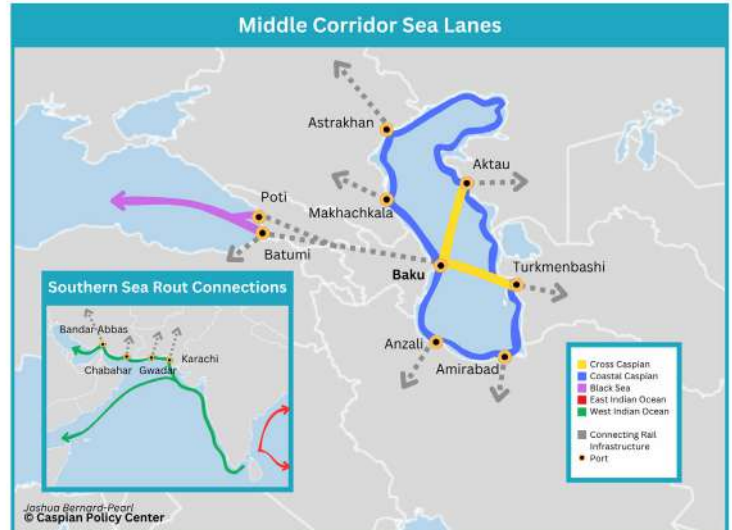 Middle Corridor Sea Lanes
Astrakhan
Aktau
Makhachkala
Poti
Batumi
Baku
Turkmenbashi
Anzali
Amirabad
Southern Sea Rout Connections
Bandar-Abbas
Chabahar
Gwadar
Karachi
Cross Caspian
Coastal Caspian
Black Sea
East Indian Ocean
West Indian Ocean
Connecting Rail
Infrastructure
Port
Joshua Bernard-Pearl
© Caspian Policy Center